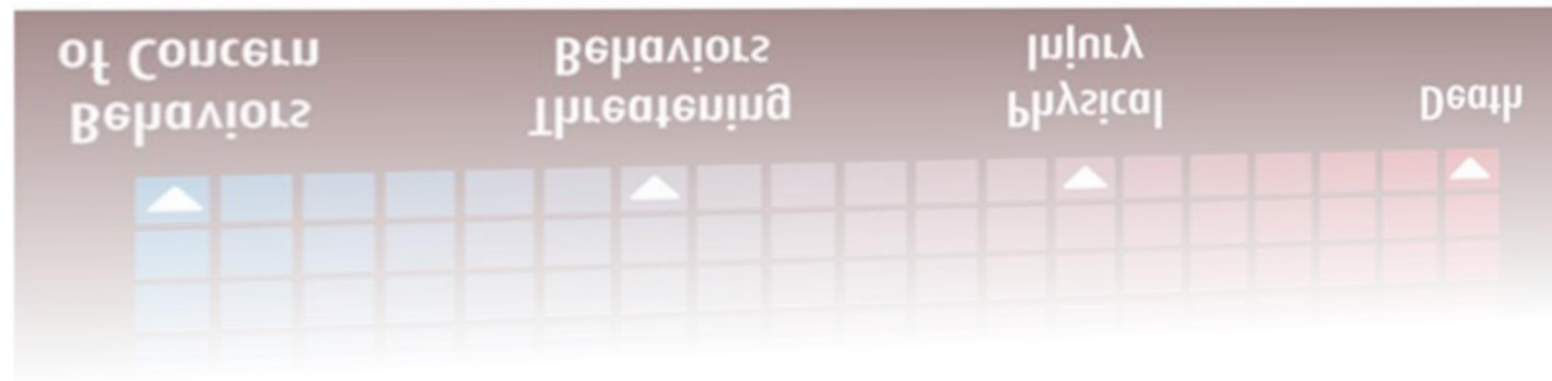 Behaviors
of Concern
Threatening
Behaviors
Physical
Injury
Death